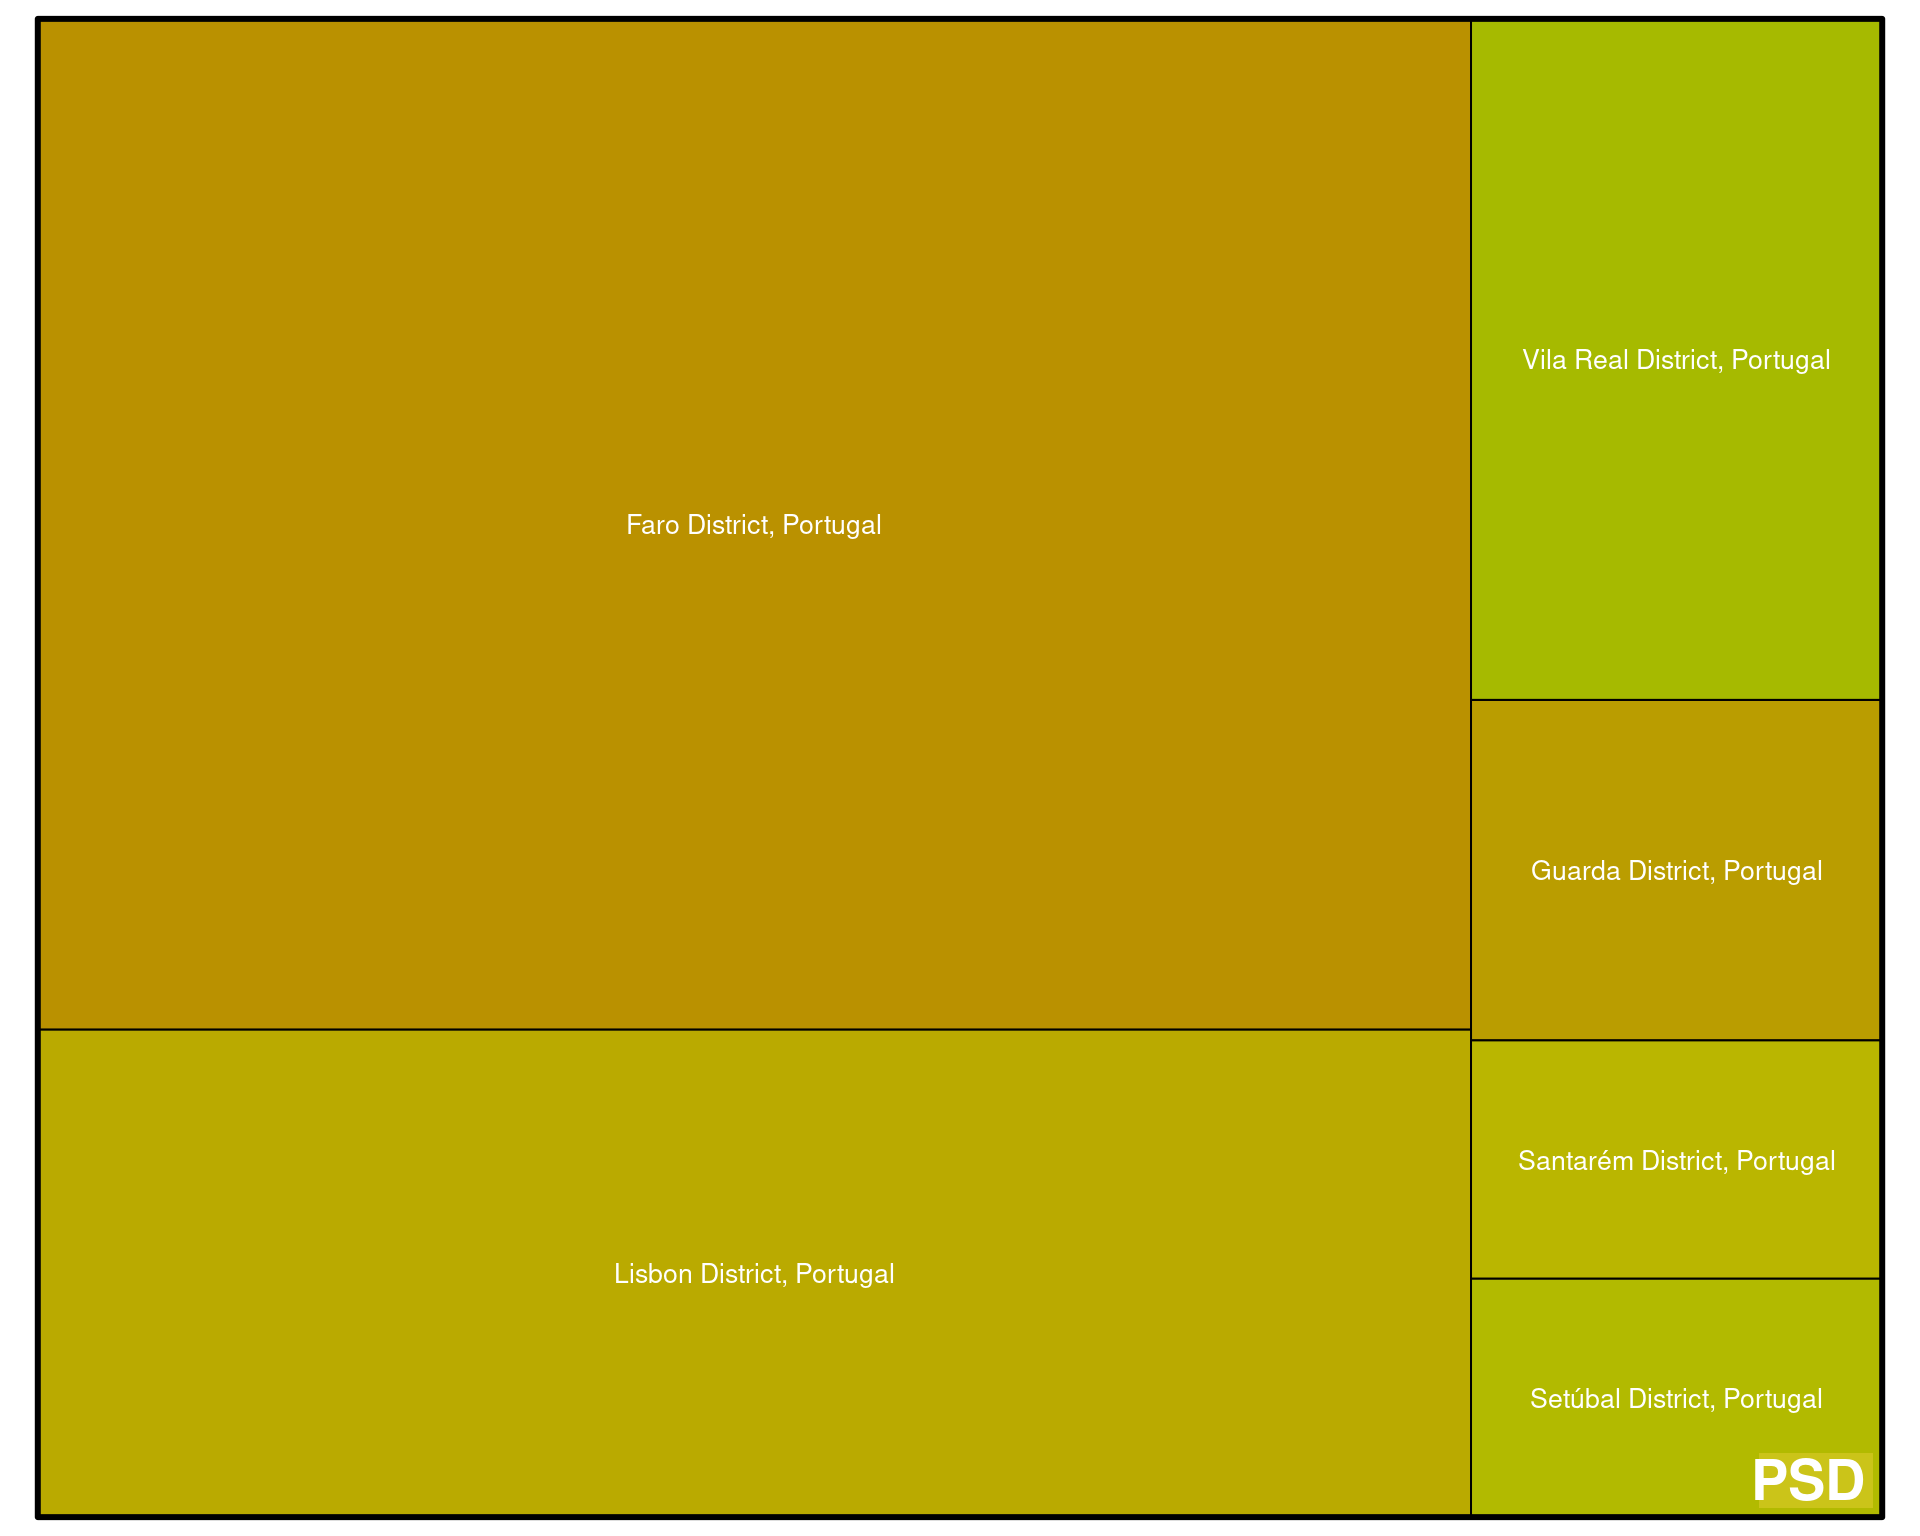 Faro District, Portugal
Lisbon District, Portugal
Vila Real District, Portugal
Guarda District, Portugal
Santarém District, Portugal
Setúbal District, Portugal
PSD